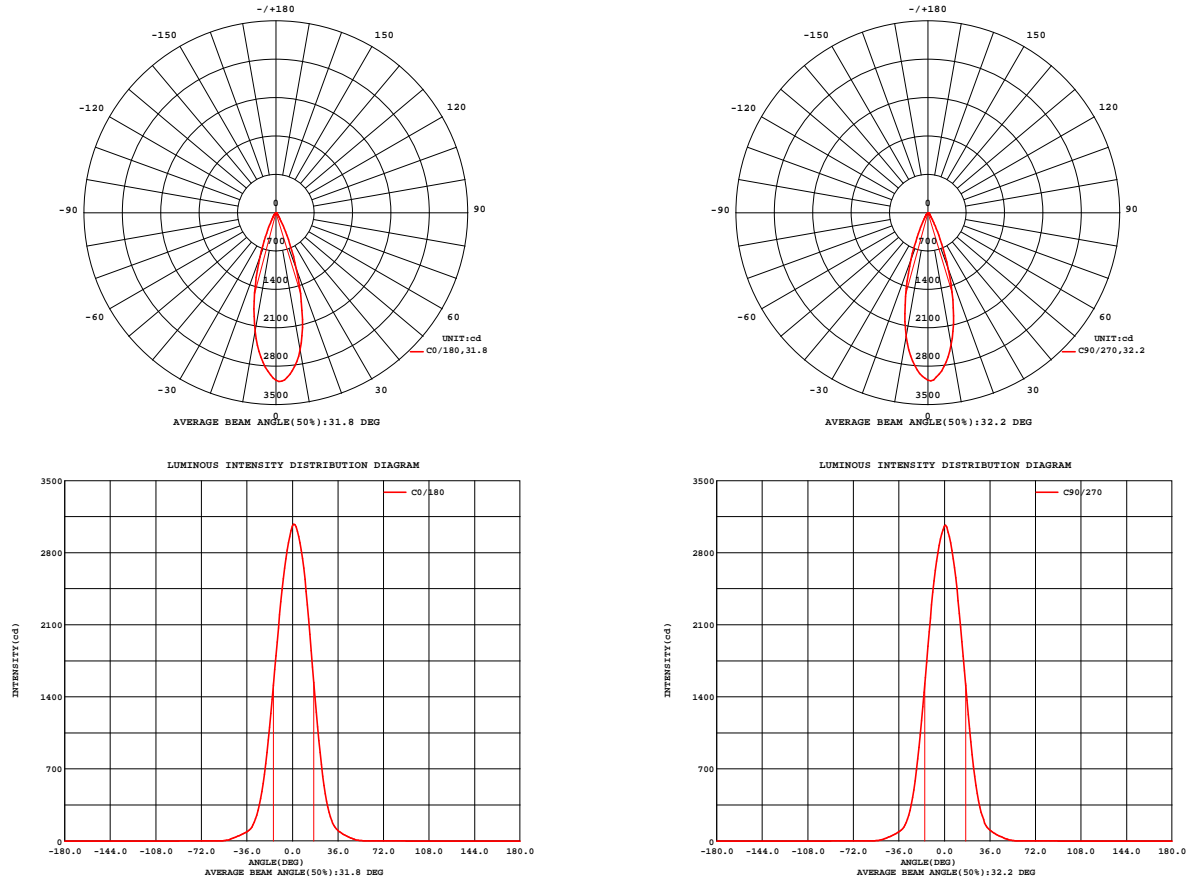 -/+180
-150 150
-120 120
-90 90
0
700
1400
2100
2800
3500
-60 60
-30 30
0
UNIT:cd
C0/180,31.8
AVERAGE BEAM ANGLE(50%):31.8 DEG
-/+180
-150 150
-120 120
-90 90
0
700
1400
2100
2800
3500
-60 60
-30 30
0
UNIT:cd
C90/270,32.2
AVERAGE BEAM ANGLE(50%):32.2 DEG
LUMINOUS INTENSITY DISTRIBUTION DIAGRAM
C0/180
INTENSITY(cd)
3500
2800
2100
1400
700
0
-180.0 -144.0 -108.0 -72.0 -36.0 0.0 36.0 72.0 108.0 144.0 180.0
ANGLE(DEG)
AVERAGE BEAM ANGLE(50%):31.8 DEG
LUMINOUS INTENSITY DISTRIBUTION DIAGRAM
C90/270
INTENSITY(cd)
3500
2800
2100
1400
700
0
-180.0 -144.0 -108.0 -72.0 -36.0 0.0 36.0 72.0 108.0 144.0 180.0
ANGLE(DEG)
AVERAGE BEAM ANGLE(50%):32.2 DEG